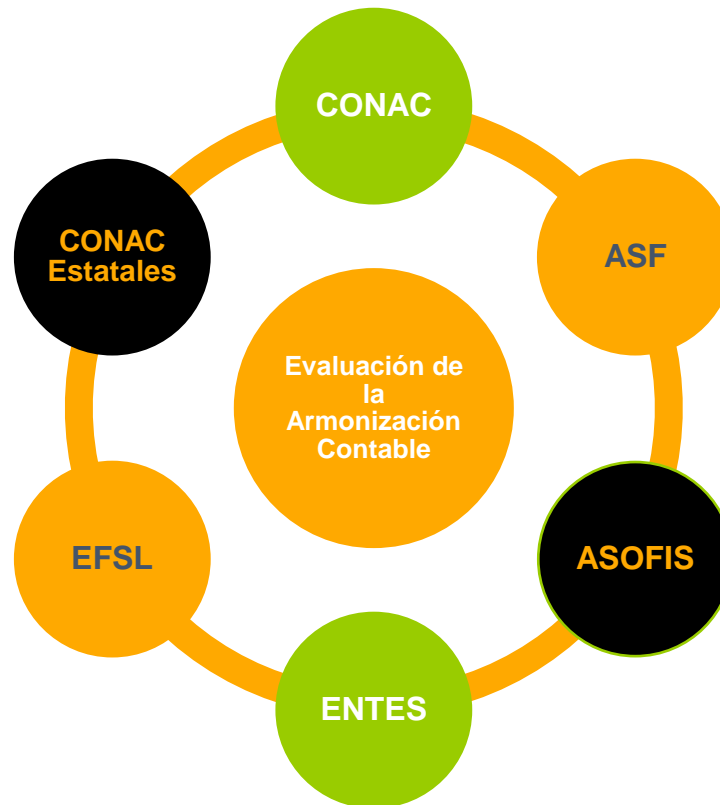 CONAC
CONAC
Estatales
ASF
Evaluación de
la
Armonización
Contable
EFSL
ASOFIS
ENTES